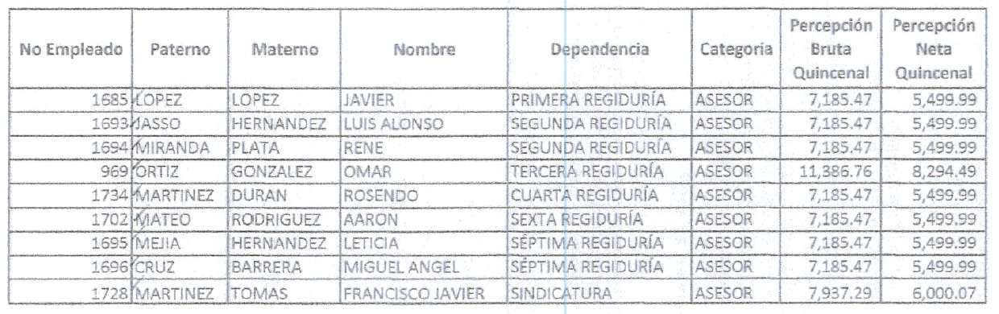 No Empleado Paterno Materno Nombre Dependencia Categoria Percepción Bruta Quincenal Percepción Neta Quincenal
1685 LOPEZ LOPEZ JAVIER PRIMERA REGIDURÍA ASESOR 7,185.47 5,499.99
1693 JASSO HERNANDEZ LUIS ALONSO SEGUNDA REGIDURÍA ASESOR 7,185.47 5,499.99
1694 MIRANDA PLATA RENE SEGUNDA REGIDURÍA ASESOR 7,185.47 5,499.99
969 ORTIZ GONZALEZ OMAR TERCERA REGIDURÍA ASESOR 11,386.76 8,294.49
1734 MARTINEZ DURAN ROSENDO CUARTA REGIDURÍA ASESOR 7,185.47 5,499.99
1702 MATEO RODRIGUEZ AARON SEXTA REGIDURÍA ASESOR 7,185.47 5,499.99
1695 MEJIA HERNANDEZ LETICIA SÉPTIMA REGIDURÍA ASESOR 7,185.47 5,499.99
1696 CRUZ BARRERA MIGUEL ANGEL SÉPTIMA REGIDURÍA ASESOR 7,185.47 5,499.99
1728 MARTINEZ TOMAS FRANCISCO JAVIER SINDICATURA ASESOR 7,937.29 6,000.07